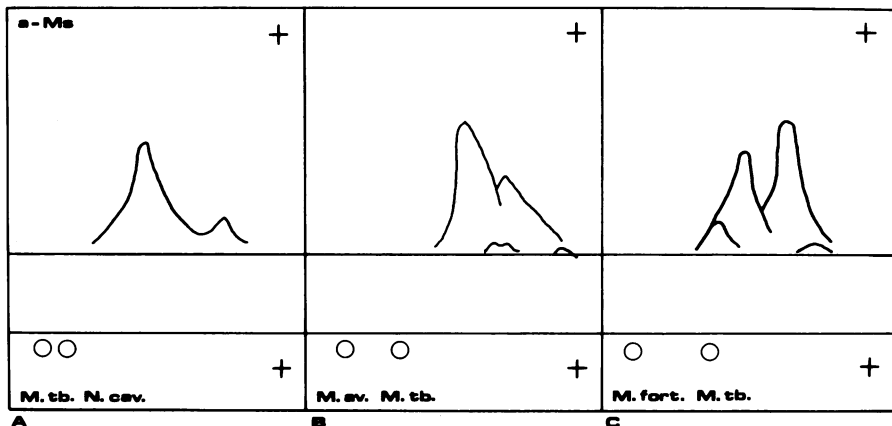 a-Ms
+ + +
+ + +
M. tb. N. cav. M. av. M. tb. M. fort. M. tb.
A B C